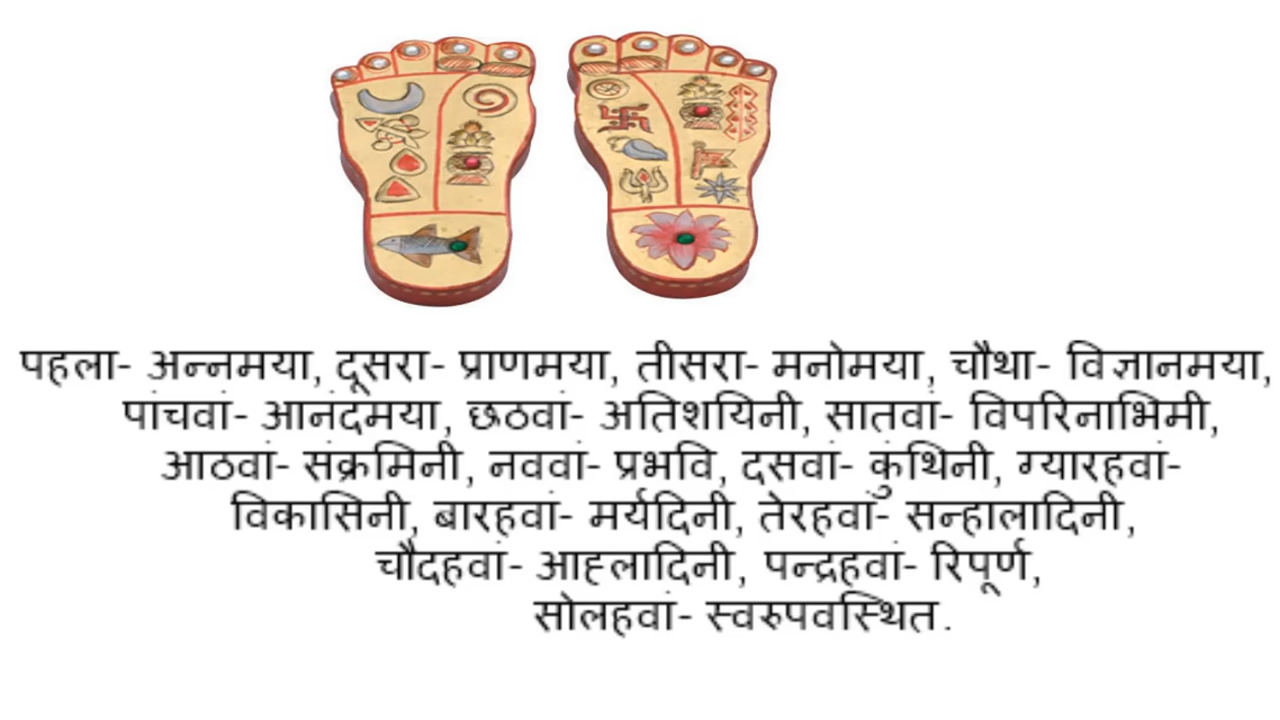 पहला- अन्नमया, दूसरा- प्राणमया, तीसरा- मनोमया, चौथा- विज्ञानमया,
पांचवां- आनंदमया, छठवां- अतिशयिनी, सातवां- विपरिनाभिमी,
आठवां- संक्रमिनी, नववां- प्रभवि, दसवां- कुंथिनी, ग्यारहवां-
विकासिनी, बारहवां- मर्यदिनी, तेरहवां- सन्हालादिनी,
चौदहवां- आह्लादिनी, पन्द्रहवां- रिपूर्ण,
सोलहवां- स्वरुपवस्थित.